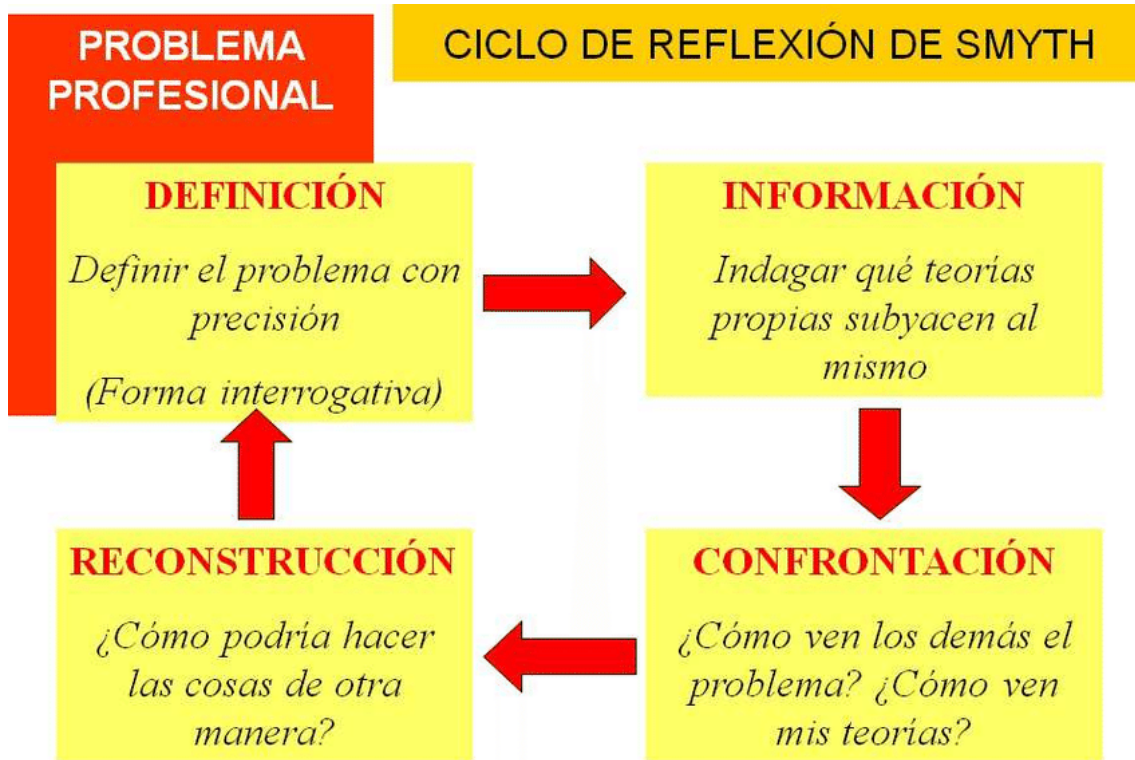 PROBLEMA
PROFESIONAL
CICLO DE REFLEXIÓN DE SMYTH
DEFINICIÓN
Definir el problema con
precisión
(Forma interrogativa)
INFORMACIÓN
Indagar qué teorías
propias subyacen al
mismo
RECONSTRUCCIÓN
¿Cómo podría hacer
las cosas de otra
manera?
CONFRONTACIÓN
¿Cómo ven los demás el
problema? ¿Cómo ven
mis teorías?